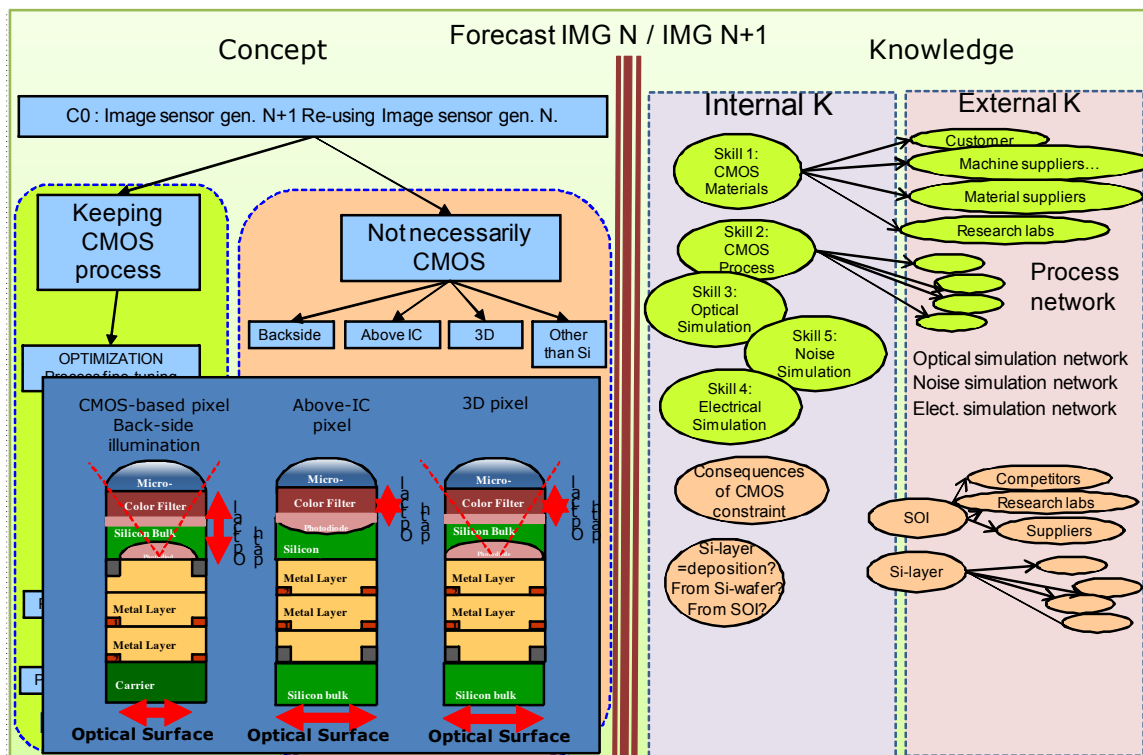 Forecast IMG N / IMG N+1
Concept
Knowledge
C0 : Image sensor gen. N+1 Re-using Image sensor gen. N.
Keeping
CMOS
process
Not necessarily
CMOS
Backside
Above IC
3D
Other
than Si
OPTIMIZATION
Process fine-tuning
CMOS-based pixel
Back-side
illumination
Micro-
Color Filter
Silicon Bulk
Metal Layer
Metal Layer
Carrier
Optical Surface
Above-IC
pixel
Micro-
Color Filter
Photodiode
Silicon
Metal Layer
Metal Layer
Silicon bulk
Optical Surface
3D pixel
Micro-
Color Filter
Silicon Bulk
Metal Layer
Metal Layer
Silicon bulk
Optical Surface
Internal K
Skill 1:
CMOS
Materials
Skill 2:
CMOS
Process
Skill 3:
Optical
Simulation
Skill 5:
Noise
Simulation
Skill 4:
Electrical
Simulation
Consequences
of CMOS
constraint
Si-layer
=deposition?
From Si-wafer?
From SOI?
External K
Customer
Machine suppliers…
Material suppliers
Research labs
Process
network
Optical simulation network
Noise simulation network
Elect. simulation network
SOI
Competitors
Research labs
Suppliers
Si-layer